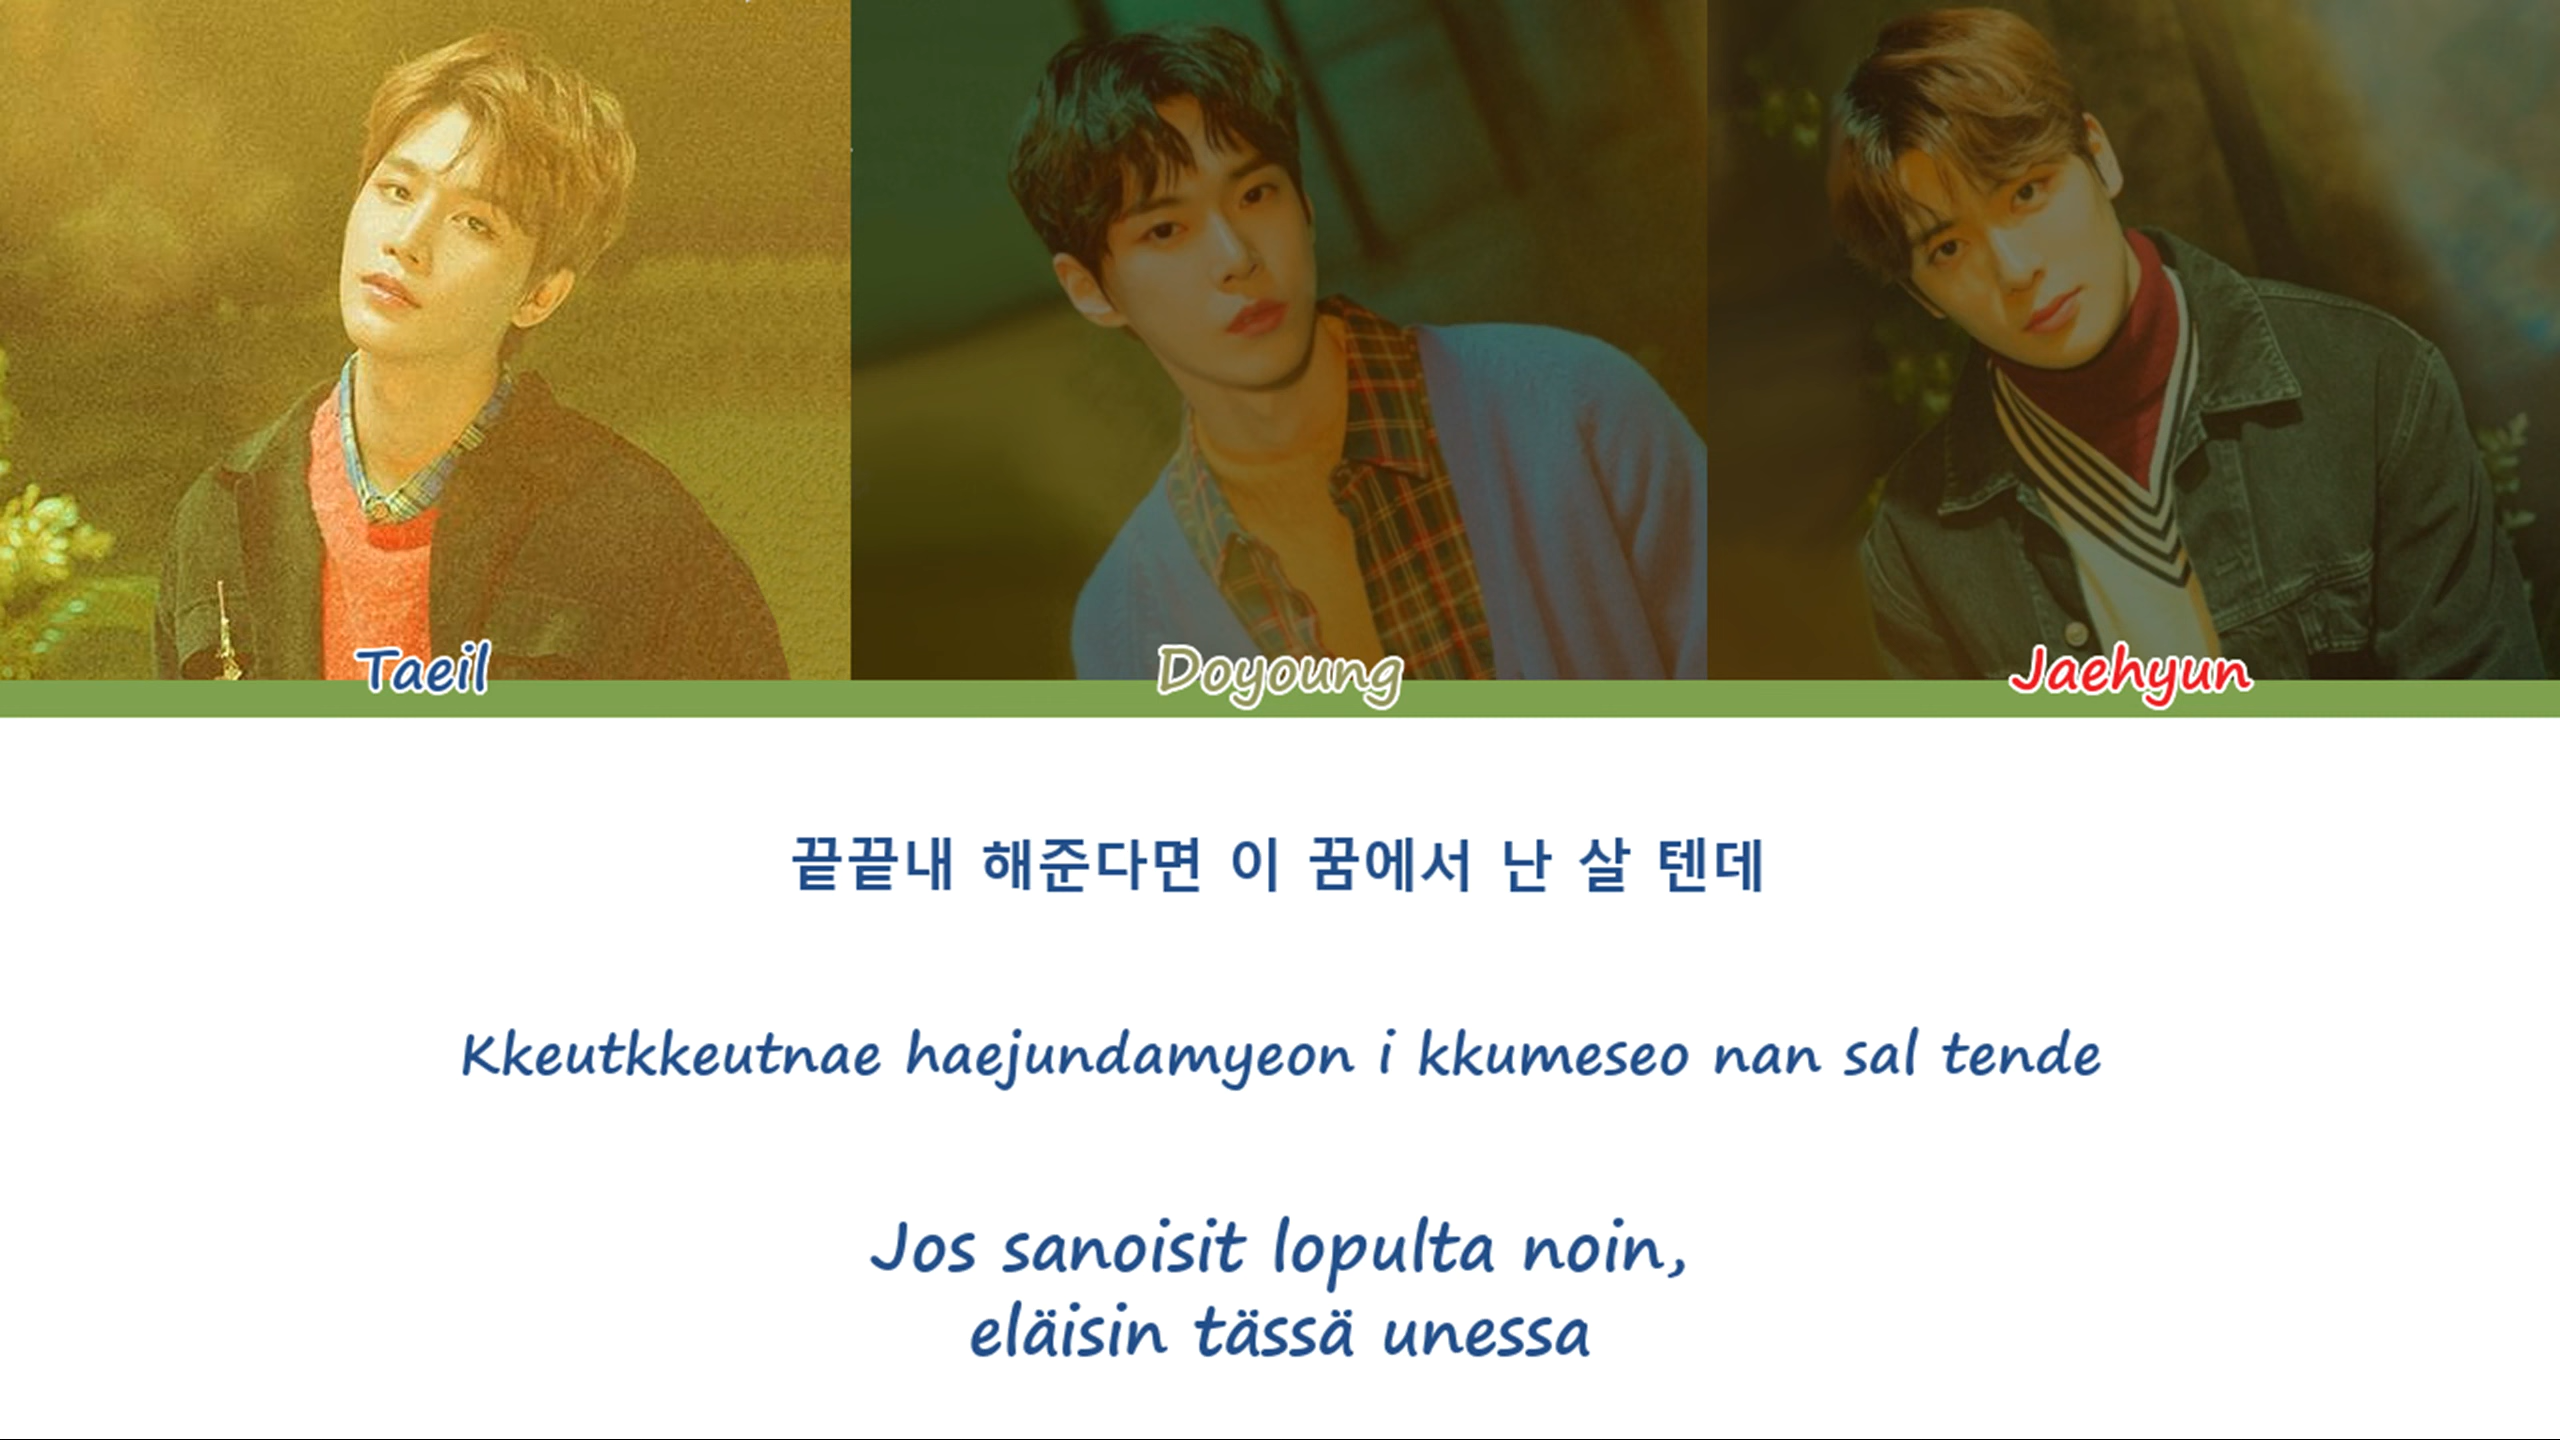 Taeil Doyoung Jaehyun
끝끝내 해준다면 이 꿈에서 난 살 텐데
Kkeutkkeutnae haejundamyeon i kkumeseo nan sal tende
Jos sanoisit lopulta noin,
eläisin tässä unessa